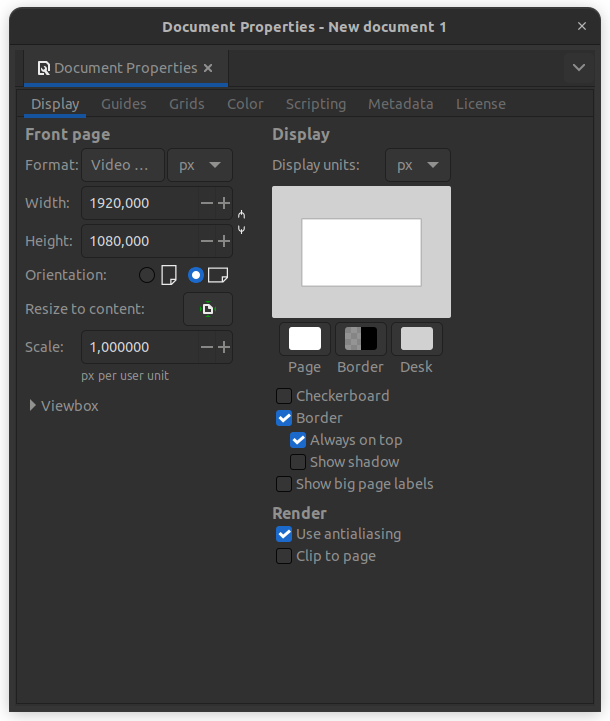 Document Properties - New document 1
Document Properties
Display Guides Grids Color Scripting Metadata License
Front page
Format: Video ... px
Width: 1920,000
Height: 1080,000
Orientation:
Resize to content:
Scale: 1,000000
px per user unit
Viewbox
Display
Display units: px
Page Border Desk
Checkerboard
Border
Always on top
Show shadow
Show big page labels
Render
Use antialiasing
Clip to page